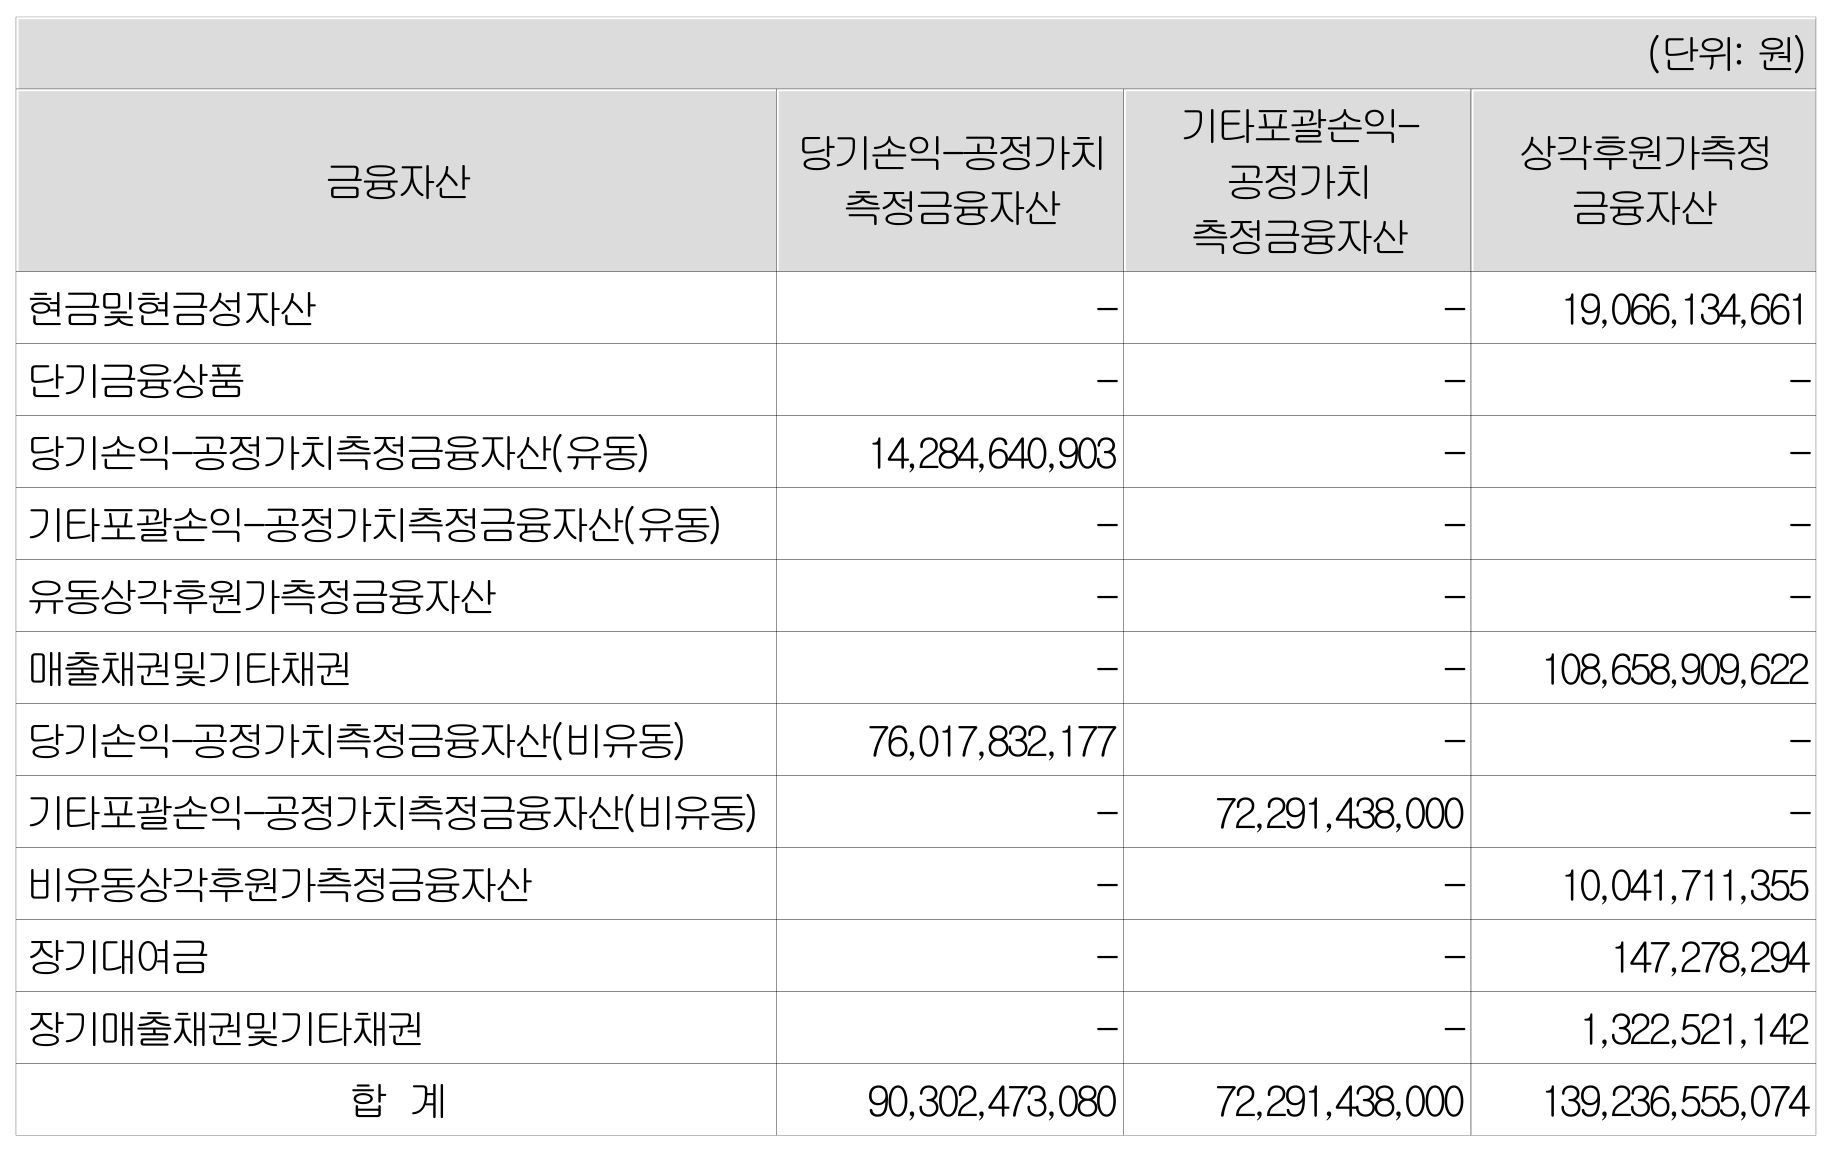 (단위: 원)
금융자산 당기손익-공정가치 측정금융자산 기타포괄손익-공정가치 측정금융자산 상각후원가측정 금융자산
현금및현금성자산 - - 19,066,134,661
단기금융상품 - - -
당기손익-공정가치측정금융자산(유동) 14,284,640,903 - -
기타포괄손익-공정가치측정금융자산(유동) - - -
유동상각후원가측정금융자산 - - -
매출채권및기타채권 - - 108,658,909,622
당기손익-공정가치측정금융자산(비유동) 76,017,832,177 - -
기타포괄손익-공정가치측정금융자산(비유동) - 72,291,438,000 -
비유동상각후원가측정금융자산 - - 10,041,711,355
장기대여금 - - 147,278,294
장기매출채권및기타채권 - - 1,322,521,142
합 계 90,302,473,080 72,291,438,000 139,236,555,074